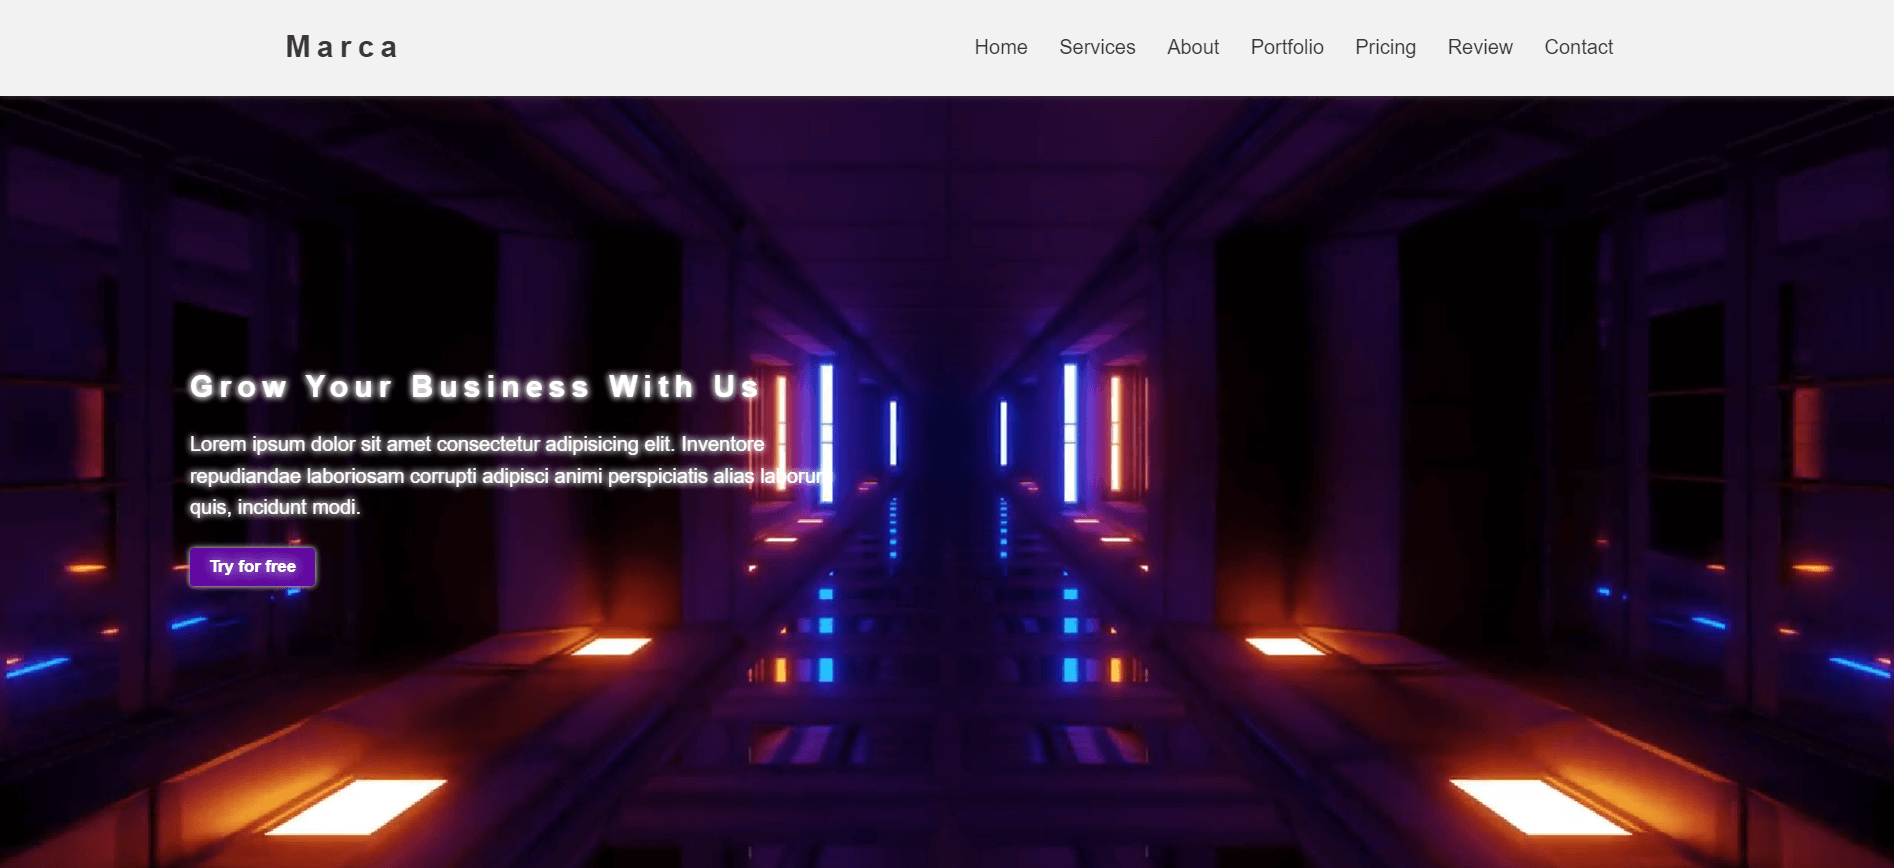 Marca
Home Services About Portfolio Pricing Review Contact
Grow Your Business With Us
Lorem ipsum dolor sit amet consectetur adipisicing elit. Inventore
repudiandae laboriosam corrupti adipisci animi perspiciatis alias laborum
quis, incidunt modi.
Try for free